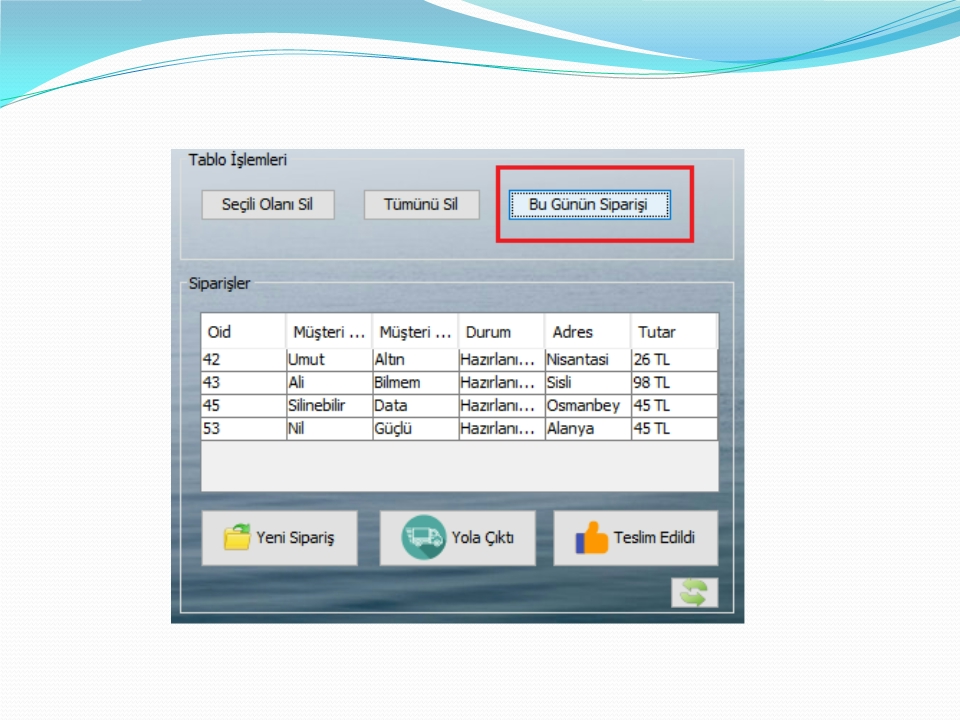 Tablo İşlemleri
Seçili Olanı Sil Tümünü Sil Bu Günün Siparişi
Siparişler
Oid Müşteri ... Müşteri ... Durum Adres Tutar
42 Umut Altın Hazırlanı... Nisantasi 26 TL
43 Ali Bilmem Hazırlanı... Sisli 98 TL
45 Silinebilir Data Hazırlanı... Osmanbey 45 TL
53 Nil Güçlü Hazırlanı... Alanya 45 TL
Yeni Sipariş Yola Çıktı Teslim Edildi